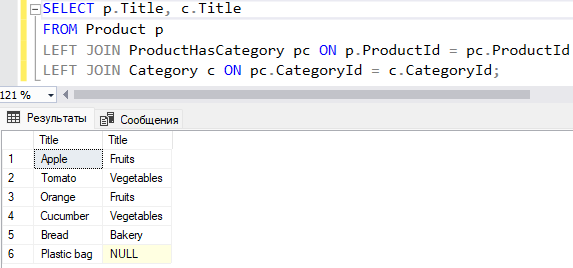 SELECT p.Title, c.Title
FROM Product p
LEFT JOIN ProductHasCategory pc ON p.ProductId = pc.ProductId
LEFT JOIN Category c ON pc.CategoryId = c.CategoryId;
121 %
Результаты Сообщения
Title Title
1 Apple Fruits
2 Tomato Vegetables
3 Orange Fruits
4 Cucumber Vegetables
5 Bread Bakery
6 Plastic bag NULL